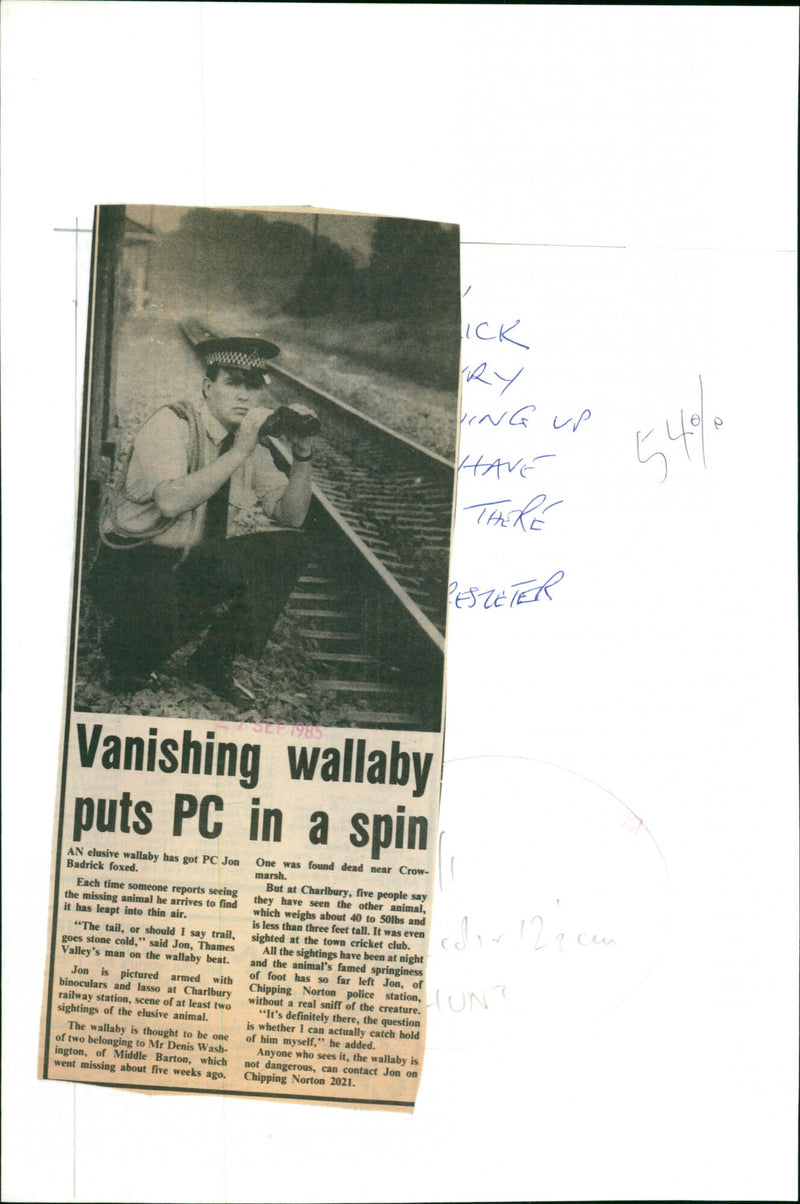 ICK
RY
ING UP
HAVE
THERE
54%
- 7 SEP 1985
Vanishing wallaby
puts PC in a spin
AN elusive wallaby has got PC Jon
Badrick foxed.
Each time someone reports seeing
the missing animal he arrives to find
it has leapt into thin air.
"The tail, or should I say trail,
goes stone cold," said Jon, Thames
Valley's man on the wallaby beat.
Jon is pictured armed with
binoculars and lasso at Charlbury
railway station, scene of at least two
sightings of the elusive animal.
The wallaby is thought to be one
of two belonging to Mr Denis Wash-
ington, of Middle Barton, which
went missing about five weeks ago.
One was found dead near Crow-
marsh.
But at Charlbury, five people say
they have seen the other animal,
which weighs about 40 to 50lbs and
is less than three feet tall. It was even
sighted at the town cricket club.
All the sightings have been at night
and the animal's famed springiness
of foot has so far left Jon, of
Chipping Norton police station,
without a real sniff of the creature.
"It's definitely there, the question
is whether I can actually catch hold
of him myself," he added.
Anyone who sees it, the wallaby is
not dangerous, can contact Jon on
Chipping Norton 2021.
HUNT